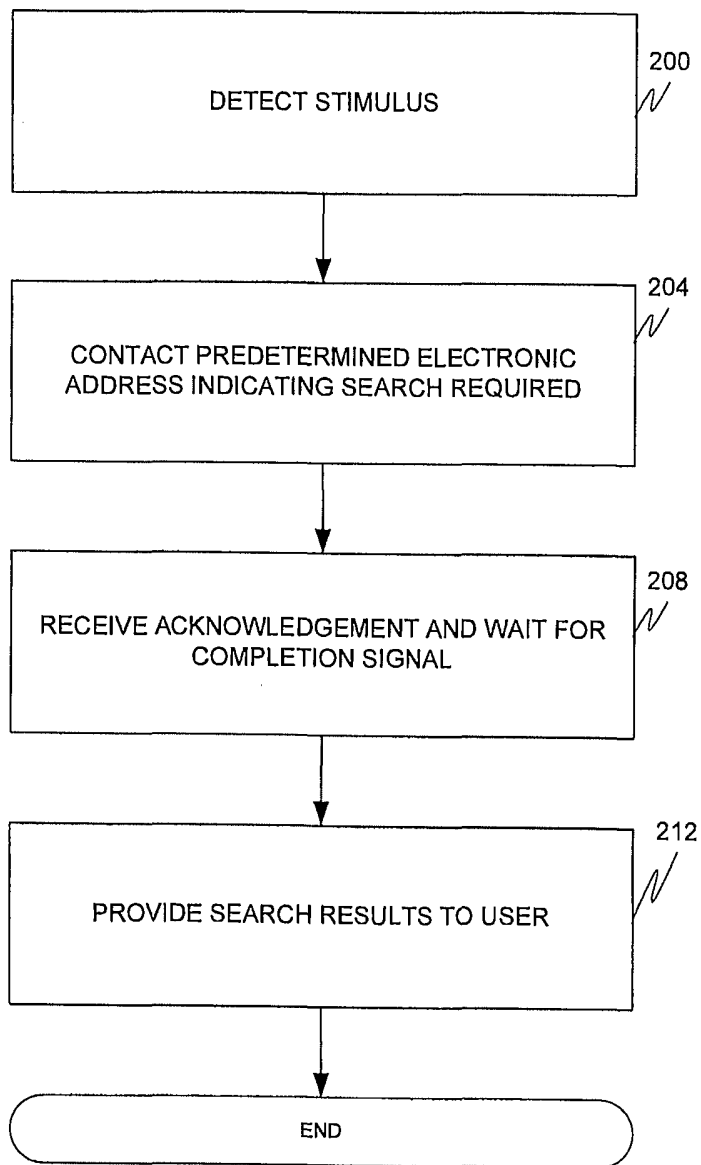 200
DETECT STIMULUS
204
CONTACT PREDETERMINED ELECTRONIC
ADDRESS INDICATING SEARCH REQUIRED
208
RECEIVE ACKNOWLEDGEMENT AND WAIT FOR
COMPLETION SIGNAL
212
PROVIDE SEARCH RESULTS TO USER
END